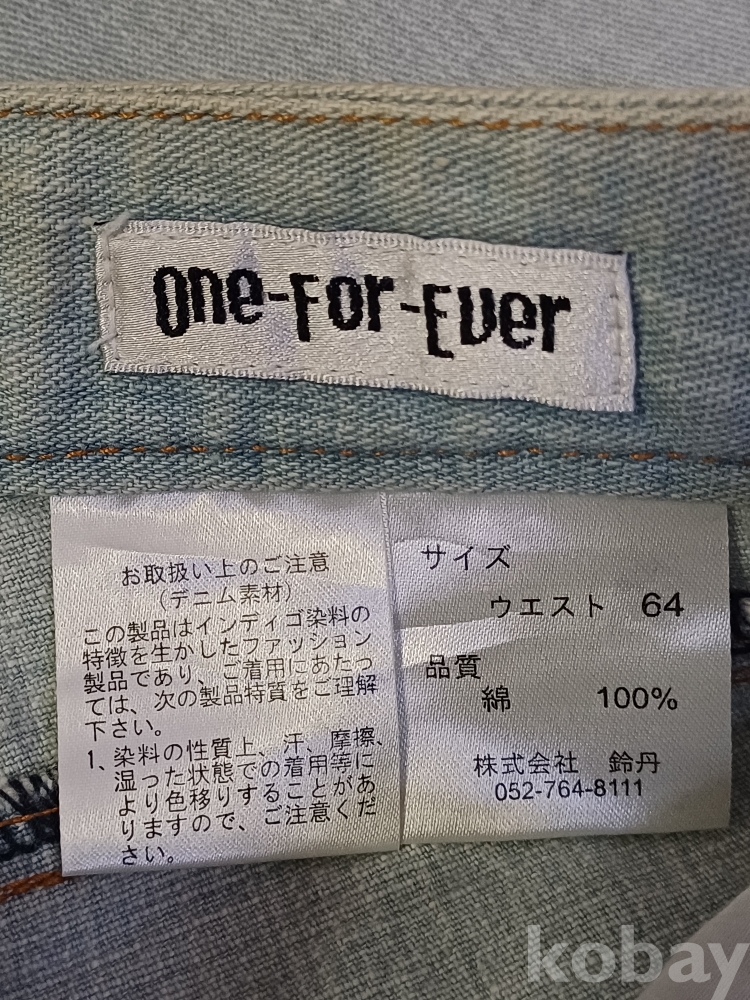 One-For-Ever
お取扱い上のご注意
(デニム素材)
この製品はインディゴ染料の
特徴を生かしたファッション
製品であり、ご着用にあたっ
ては、次の製品特質をご理解
下さい。
1、染料の性質上、汗、摩擦、
湿った状態での着用等に
より色移りすることがあ
りますので、ご注意くだ
さい。
サイズ
ウエスト 64
品質
綿 100%
株式会社 鈴丹
052-764-8111
kobay